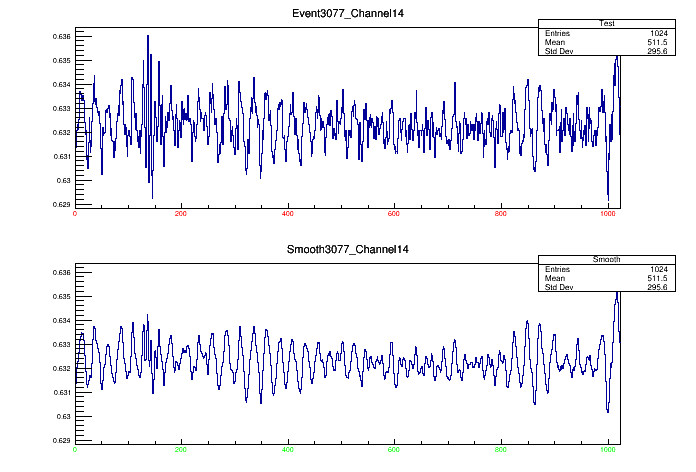 Event3077_Channel14
Test
Entries 1024
Mean 511.5
Std Dev 295.6
0.636
0.635
0.634
0.633
0.632
0.631
0.63
0.629
0 200 400 600 800 1000
Smooth3077_Channel14
Smooth
Entries 1024
Mean 511.5
Std Dev 295.6
0.636
0.635
0.634
0.633
0.632
0.631
0.63
0.629
0 200 400 600 800 1000